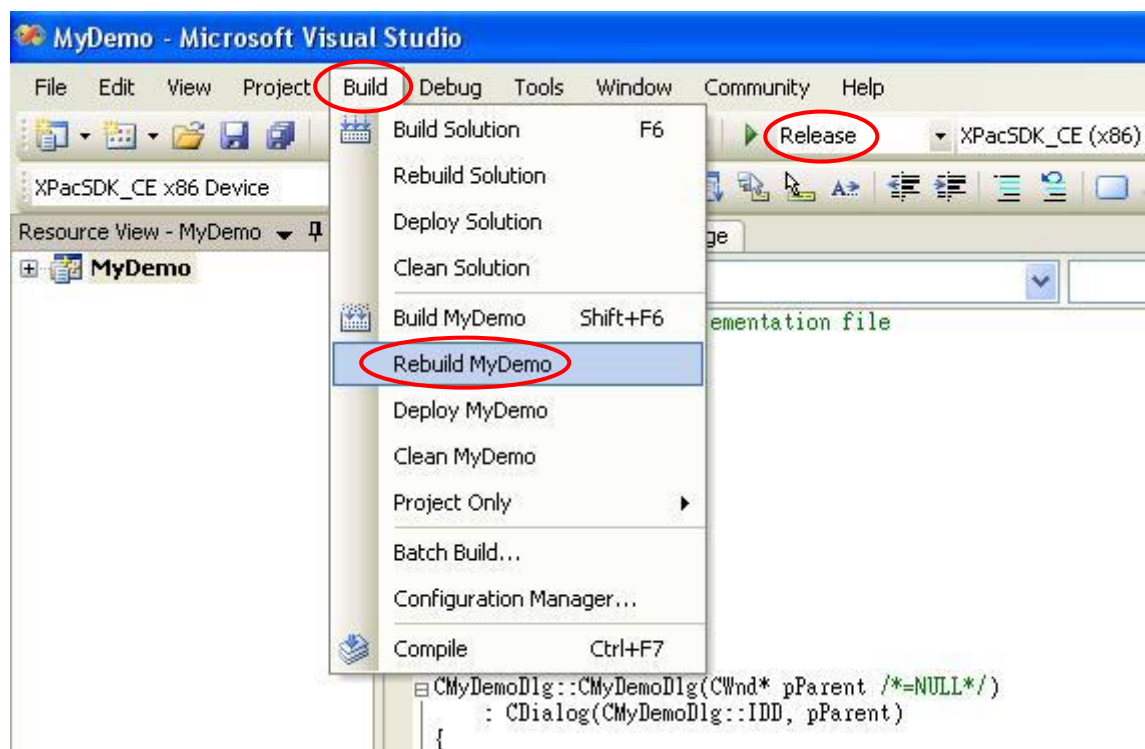 MyDemo - Microsoft Visual Studio
File Edit View Project Build Debug Tools Window Community Help
Build Solution F6
Release XPacSDK_CE (x86)
Rebuild Solution
XPacSDK_CE x86 Device
Deploy Solution
Resource View - MyDemo
ge
MyDemo
Clean Solution
Build MyDemo Shift+F6
ementation file
Rebuild MyDemo
Deploy MyDemo
Clean MyDemo
Project Only
Batch Build...
Configuration Manager...
Compile Ctrl+F7
CMyDemoDlg::CMyDemoDlg(CWnd* pParent /*=NULL*/)
: CDialog(CMyDemoDlg::IDD, pParent)
{